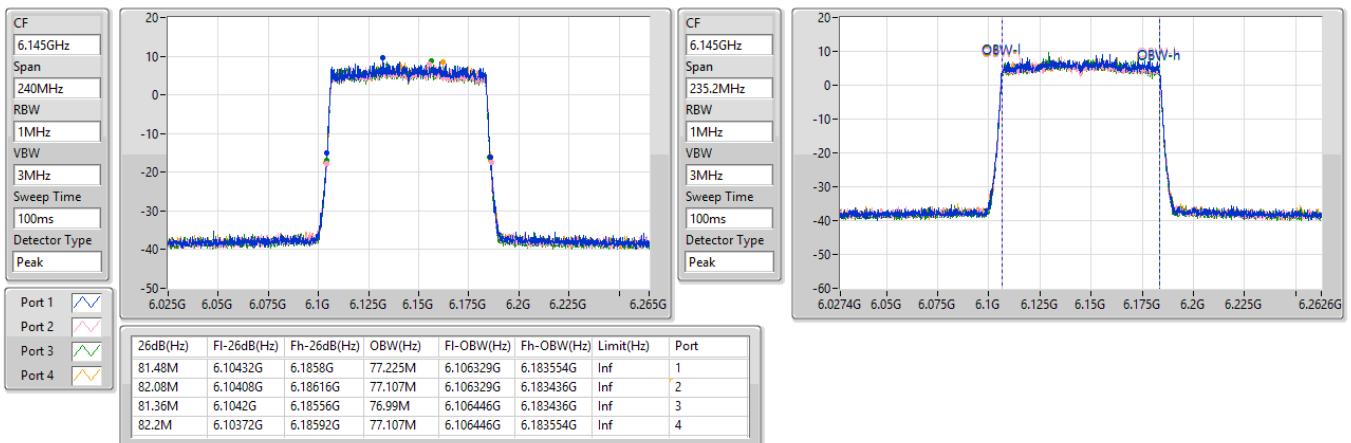 CF
6.145GHz
Span
240MHz
RBW
1MHz
VBW
3MHz
Sweep Time
100ms
Detector Type
Peak
20-
10-
0-
-10-
-20-
-30-
-40-
-50-
6.025G 6.05G 6.075G 6.1G 6.125G 6.15G 6.175G 6.2G 6.225G 6.265G
CF
6.145GHz
Span
235.2MHz
RBW
1MHz
VBW
3MHz
Sweep Time
100ms
Detector Type
Peak
20-
10-
0-
-10-
-20-
-30-
-40-
-50-
-60-
OBW-l
OBW-h
6.0274G 6.05G 6.075G 6.1G 6.125G 6.15G 6.175G 6.2G 6.225G 6.2626G
Port 1
Port 2
Port 3
Port 4
26dB(Hz) Fl-26dB(Hz) Fh-26dB(Hz) OBW(Hz) Fl-OBW(Hz) Fh-OBW(Hz) Limit(Hz) Port
81.48M 6.10432G 6.1858G 77.225M 6.106329G 6.183554G Inf 1
82.08M 6.10408G 6.18616G 77.107M 6.106329G 6.183436G Inf 2
81.36M 6.1042G 6.18556G 76.99M 6.106446G 6.183436G Inf 3
82.2M 6.10372G 6.18592G 77.107M 6.106446G 6.183554G Inf 4